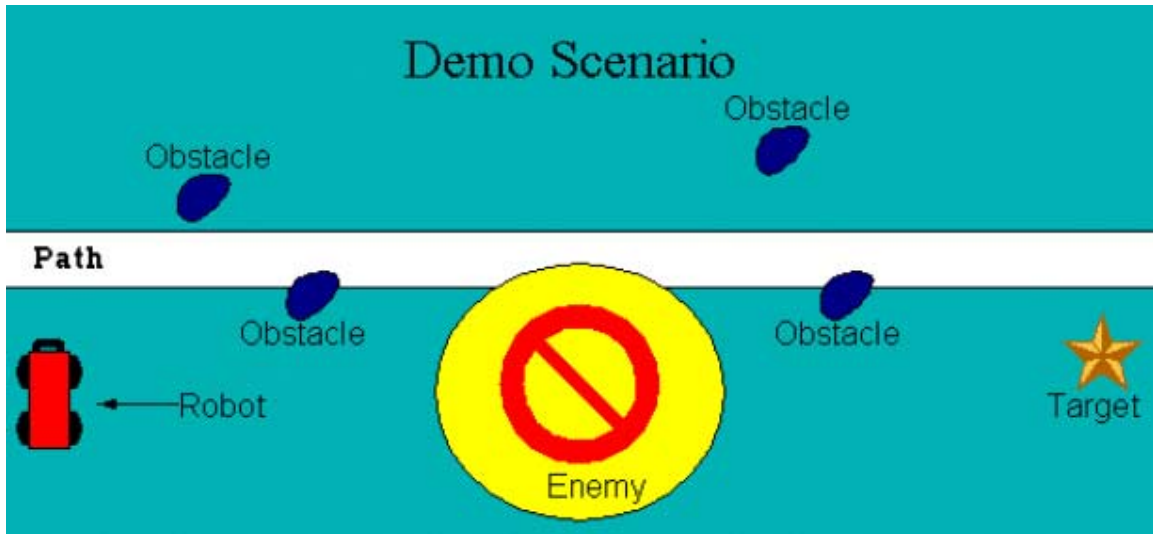 Demo Scenario
Obstacle
Obstacle
Path
Obstacle
Obstacle
Robot
Target
Enemy